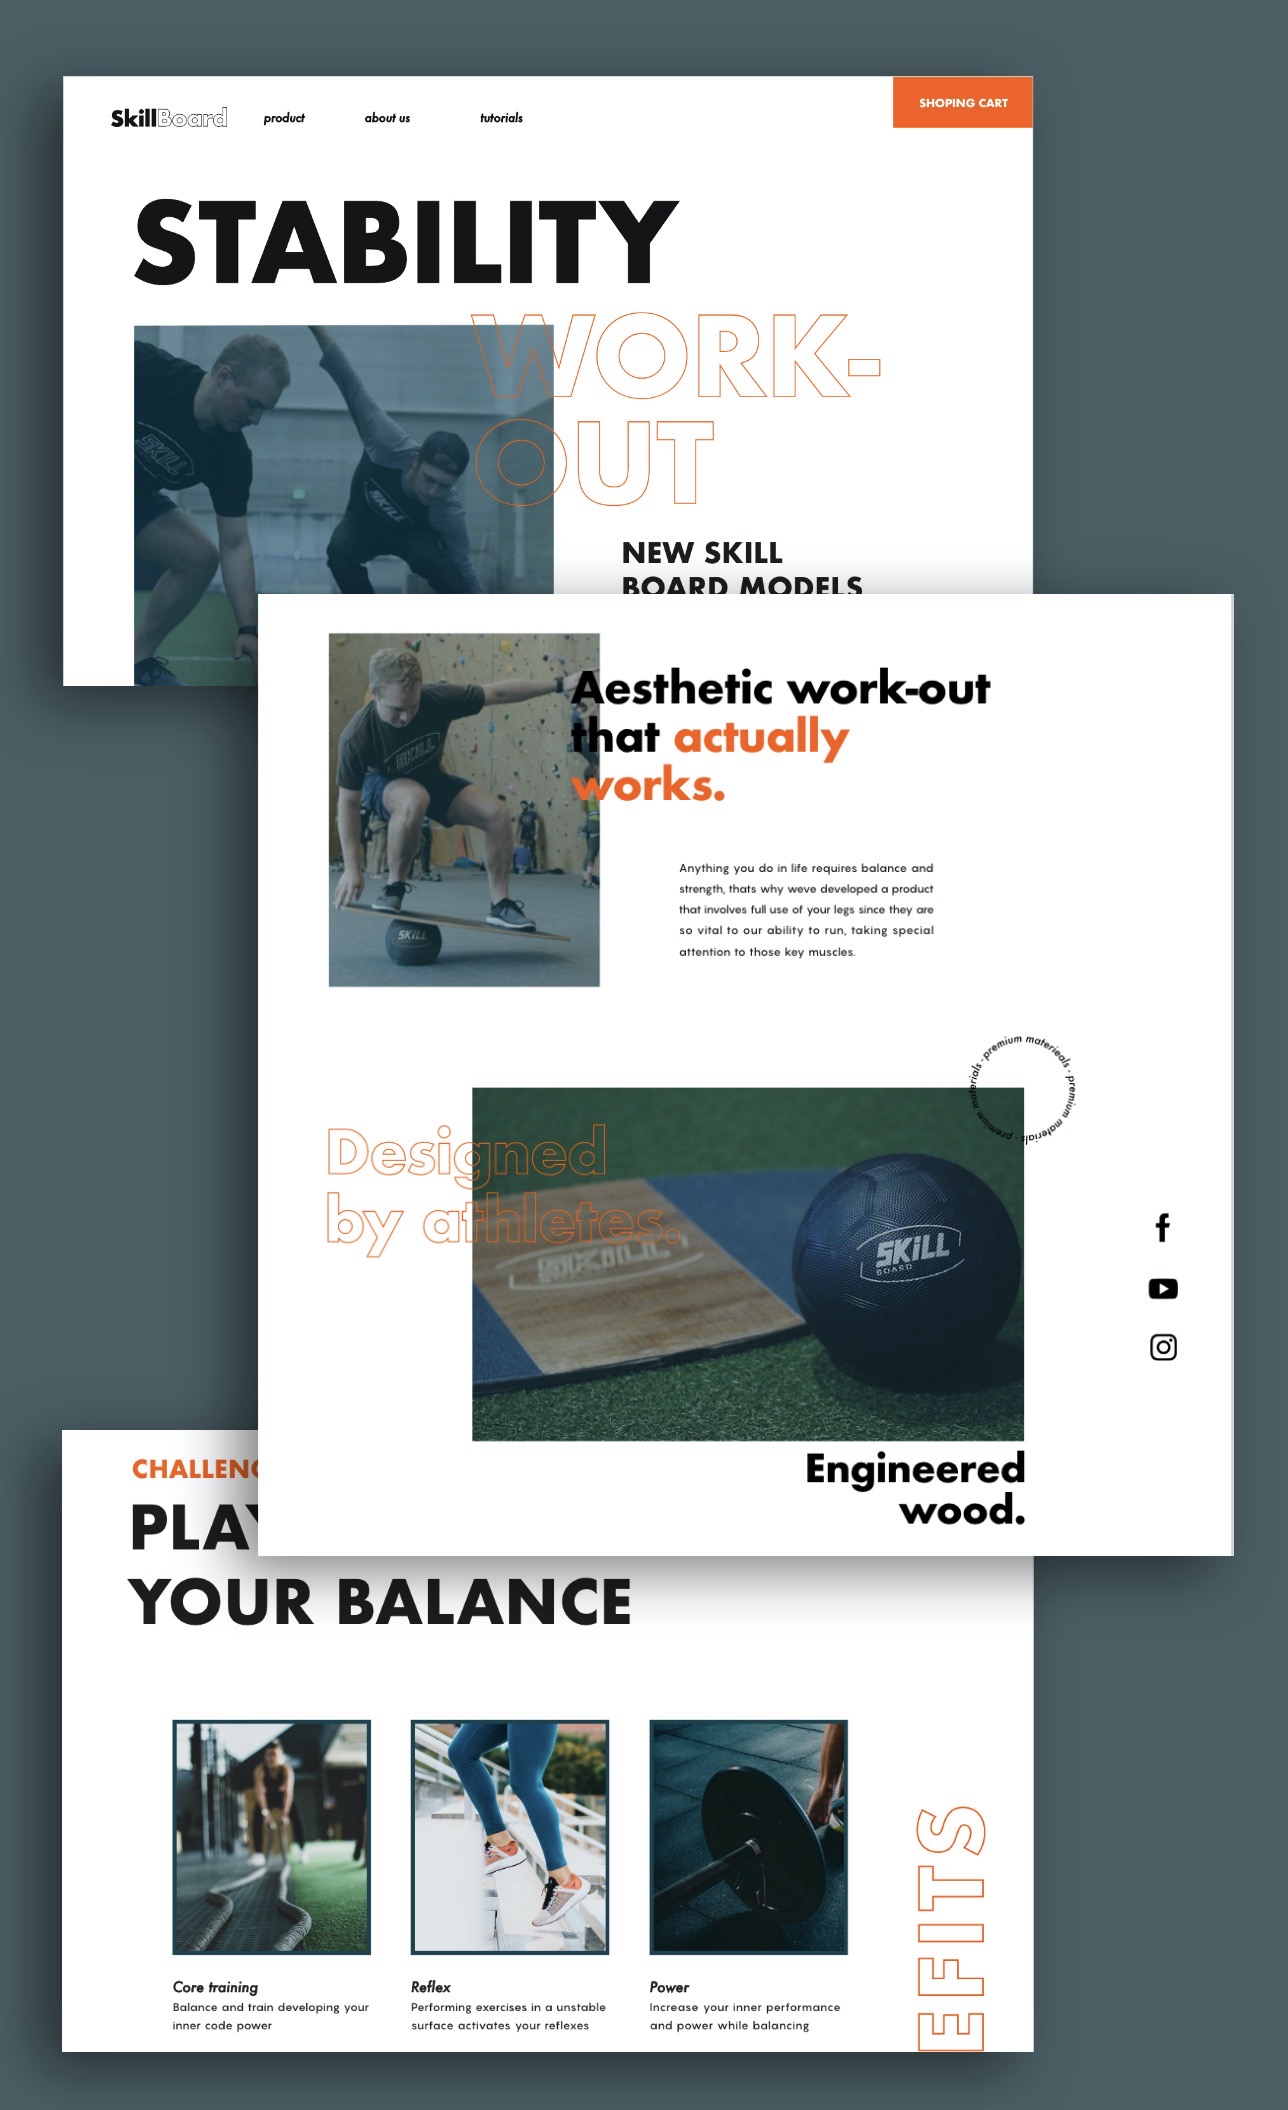 SkillBoard product about us tutorials
SHOPING CART
STABILITY
WORK-
OUT
SKILL
SKILL
NEW SKILL
BOARD MODELS
Aesthetic work-out
that actually
works.
SKILL
SKILL
Anything you do in life requires balance and
strength, thats why weve developed a product
that involves full use of your legs since they are
so vital to our ability to run, taking special
attention to those key muscles.
premium materieals · premium materials · premium materials ·
Designed
by athletes.
SKILL
BOARD
Engineered
wood.
YOUR BALANCE
Core training
Balance and train developing your
inner code power
Reflex
Performing exercises in a unstable
surface activates your reflexes
Power
Increase your inner performance
and power while balancing